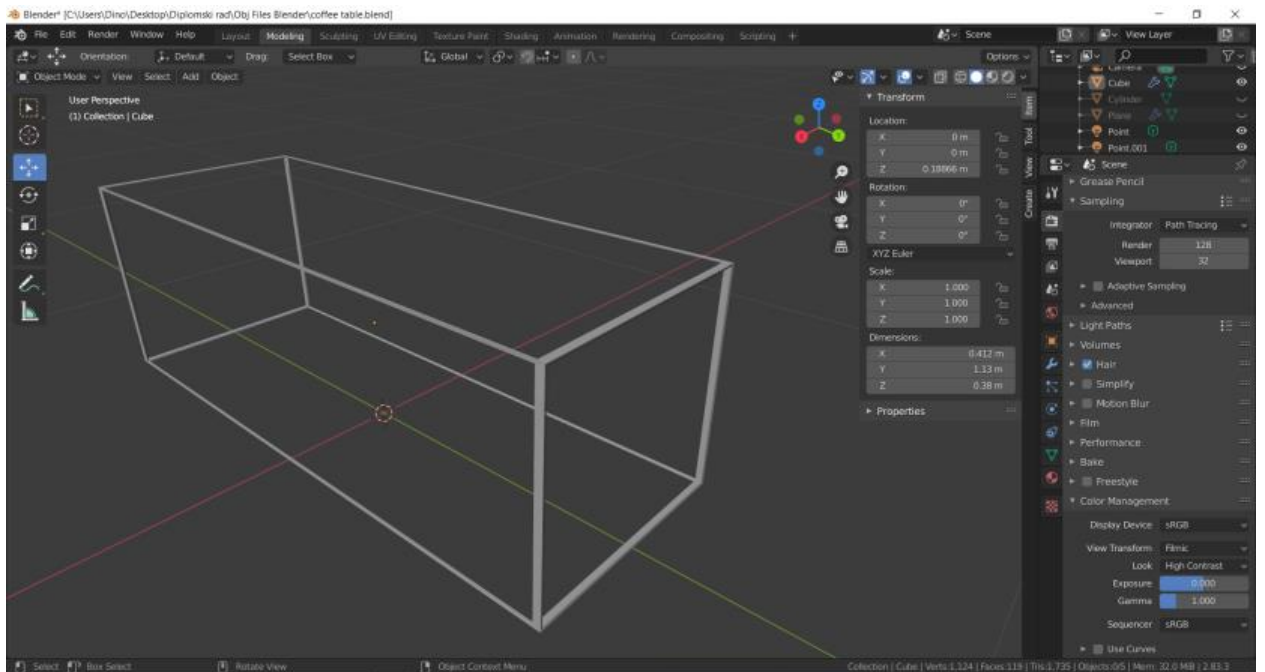 Blender* [C:\Users\Dino\Desktop\Diplomski rad\Obj Files Blender\coffee table.blend]
File Edit Render Window Help Layout Modeling Sculpting UV Editing Texture Paint Shading Animation Rendering Compositing Scripting + Scene View Layer
Orientation: Default Drag: Select Box Global Options
Object Mode View Select Add Object
User Perspective
(1) Collection | Cube
Transform
Location:
X 0 m
Y 0 m
Z 0.18866 m
Rotation:
X 0°
Y 0°
Z 0°
XYZ Euler
Scale:
X 1.000
Y 1.000
Z 1.000
Dimensions:
X 0.412 m
Y 1.13 m
Z 0.38 m
Properties
Item
Tool
View
Create
Camera
Cube
Cylinder
Plane
Point
Point.001
Scene
Grease Pencil
Sampling
Integrator Path Tracing
Render 128
Viewport 32
Adaptive Sampling
Advanced
Light Paths
Volumes
Hair
Simplify
Motion Blur
Film
Performance
Bake
Freestyle
Color Management
Display Device sRGB
View Transform Filmic
Look High Contrast
Exposure 0.000
Gamma 1.000
Sequencer sRGB
Use Curves
Select Box Select Rotate View Object Context Menu Collection | Cube | Verts:1,124 | Faces:119 | Tris:1,735 | Objects:0/5 | Mem: 32.0 MB | 2.83.3